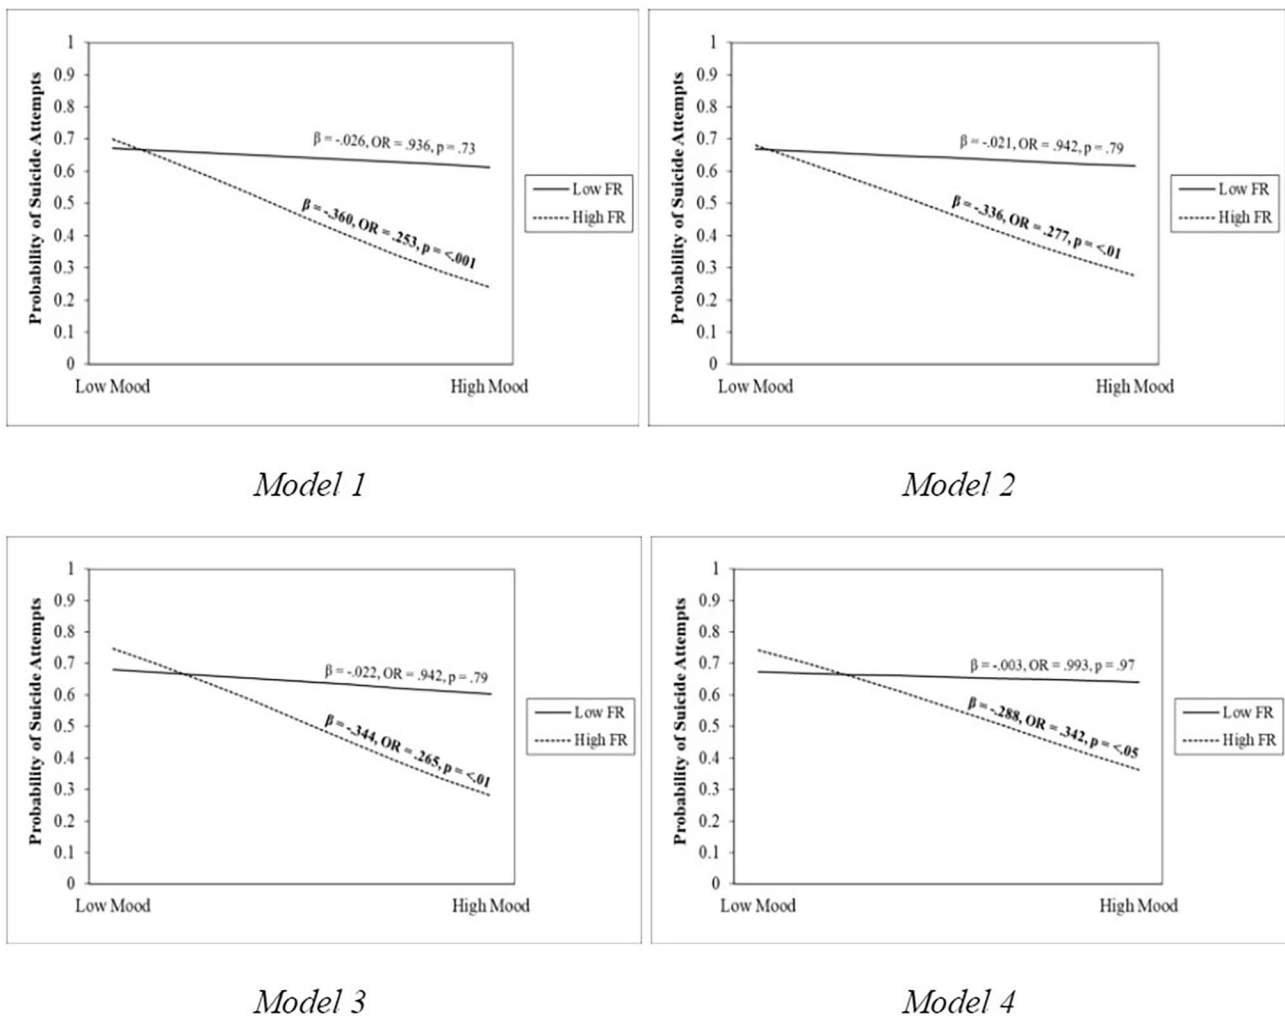 Probability of Suicide Attempts
1
0.9
0.8
0.7
0.6
0.5
0.4
0.3
0.2
0.1
0
Low Mood
High Mood
β = -.026, OR = .936, p = .73
β = -.360, OR = .253, p = <.001
Low FR
High FR
Model 1
Probability of Suicide Attempts
1
0.9
0.8
0.7
0.6
0.5
0.4
0.3
0.2
0.1
0
Low Mood
High Mood
β = -.021, OR = .942, p = .79
β = -.336, OR = .277, p = <.01
Low FR
High FR
Model 2
Probability of Suicide Attempts
1
0.9
0.8
0.7
0.6
0.5
0.4
0.3
0.2
0.1
0
Low Mood
High Mood
β = -.022, OR = .942, p = .79
β = -.344, OR = .265, p = <.01
Low FR
High FR
Model 3
Probability of Suicide Attempts
1
0.9
0.8
0.7
0.6
0.5
0.4
0.3
0.2
0.1
0
Low Mood
High Mood
β = -.003, OR = .993, p = .97
β = -.288, OR = .342, p = <.05
Low FR
High FR
Model 4